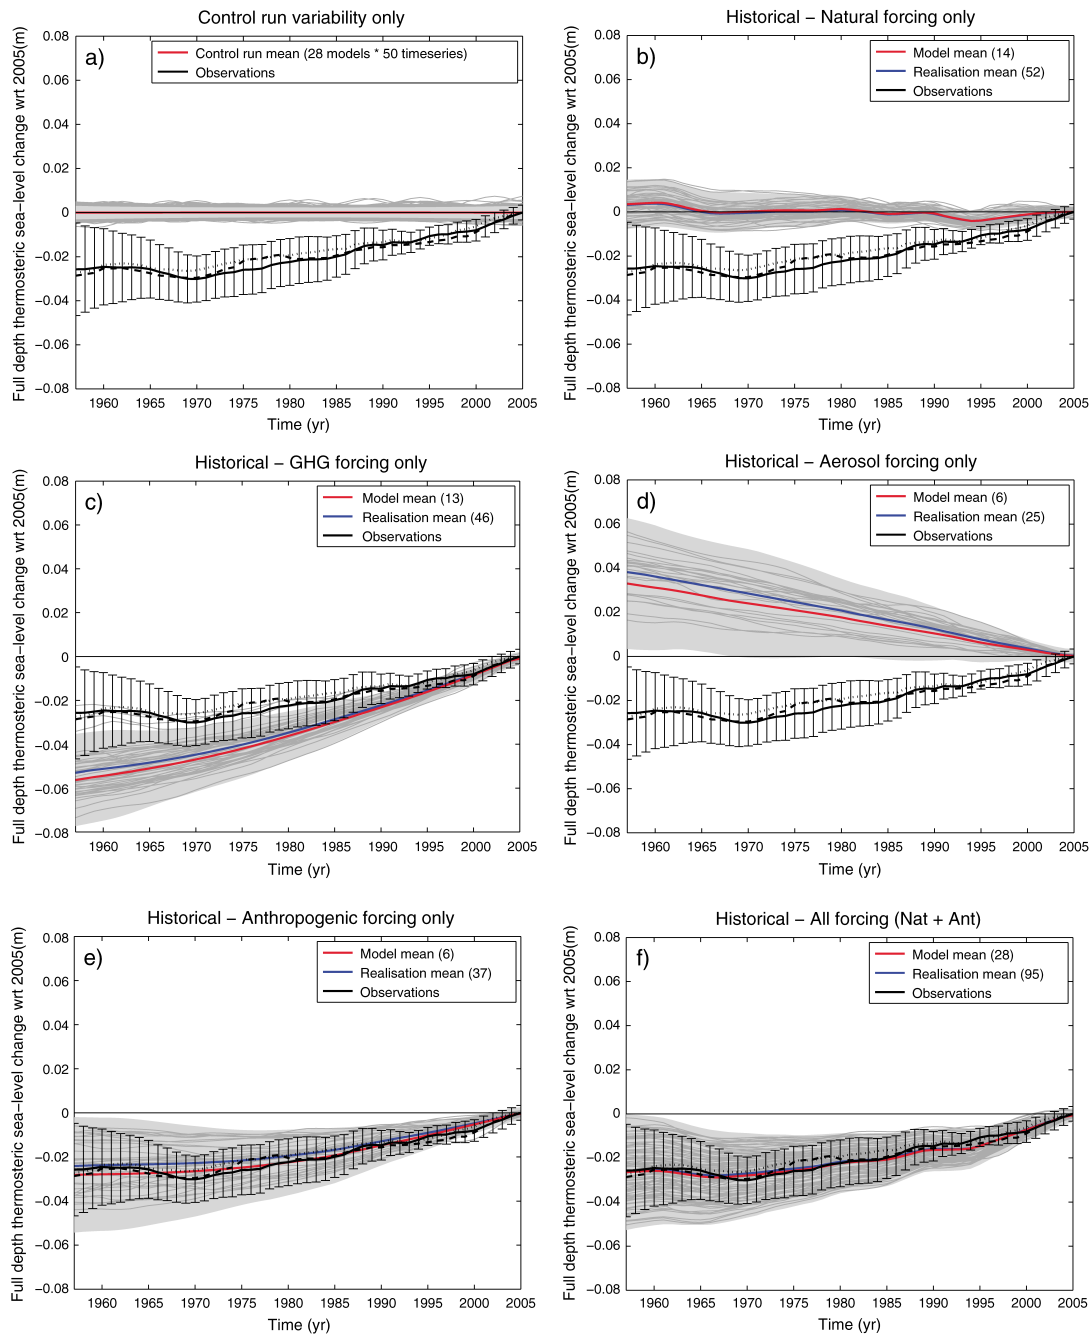 Control run variability only
Full depth thermosteric sea−level change wrt 2005(m)
a)
Control run mean (28 models * 50 timeseries)
Observations
0.08
0.06
0.04
0.02
0
−0.02
−0.04
−0.06
−0.08
1960 1965 1970 1975 1980 1985 1990 1995 2000 2005
Time (yr)
Historical − Natural forcing only
Full depth thermosteric sea−level change wrt 2005(m)
b)
Model mean (14)
Realisation mean (52)
Observations
0.08
0.06
0.04
0.02
0
−0.02
−0.04
−0.06
−0.08
1960 1965 1970 1975 1980 1985 1990 1995 2000 2005
Time (yr)
Historical − GHG forcing only
Full depth thermosteric sea−level change wrt 2005(m)
c)
Model mean (13)
Realisation mean (46)
Observations
0.08
0.06
0.04
0.02
0
−0.02
−0.04
−0.06
−0.08
1960 1965 1970 1975 1980 1985 1990 1995 2000 2005
Time (yr)
Historical − Aerosol forcing only
Full depth thermosteric sea−level change wrt 2005(m)
d)
Model mean (6)
Realisation mean (25)
Observations
0.08
0.06
0.04
0.02
0
−0.02
−0.04
−0.06
−0.08
1960 1965 1970 1975 1980 1985 1990 1995 2000 2005
Time (yr)
Historical − Anthropogenic forcing only
Full depth thermosteric sea−level change wrt 2005(m)
e)
Model mean (6)
Realisation mean (37)
Observations
0.08
0.06
0.04
0.02
0
−0.02
−0.04
−0.06
−0.08
1960 1965 1970 1975 1980 1985 1990 1995 2000 2005
Time (yr)
Historical − All forcing (Nat + Ant)
Full depth thermosteric sea−level change wrt 2005(m)
f)
Model mean (28)
Realisation mean (95)
Observations
0.08
0.06
0.04
0.02
0
−0.02
−0.04
−0.06
−0.08
1960 1965 1970 1975 1980 1985 1990 1995 2000 2005
Time (yr)